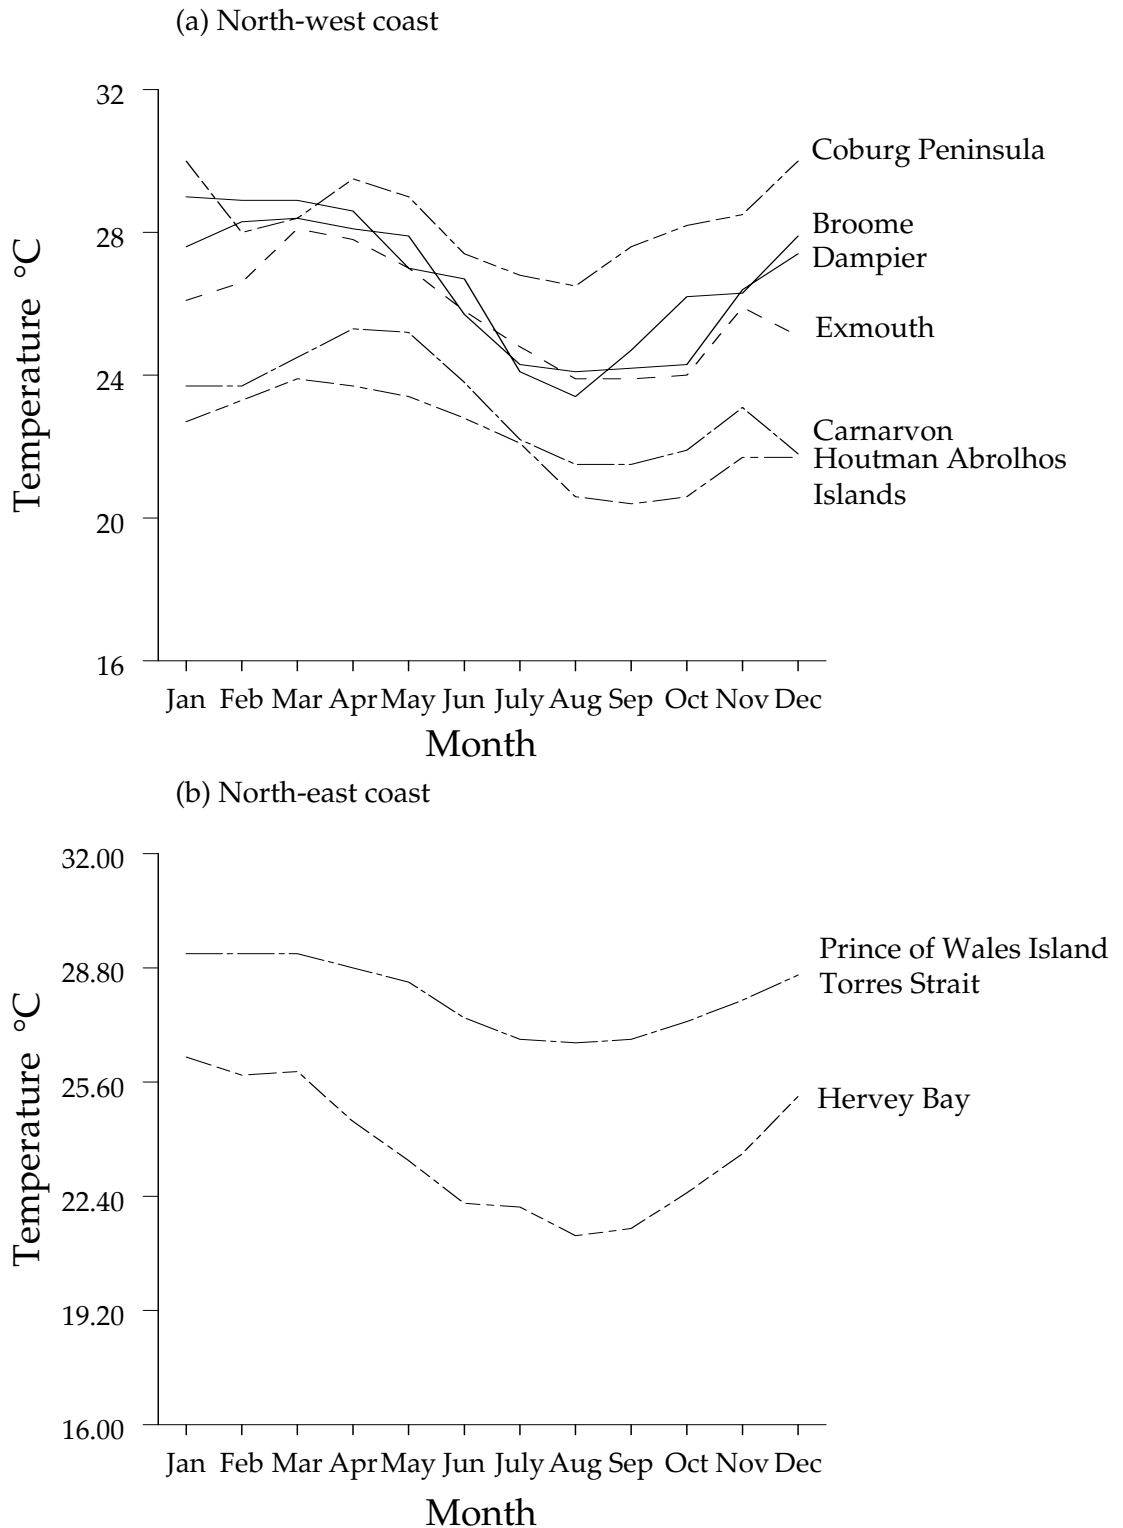 (a) North-west coast
32
28
24
20
16
Temperature °C
Coburg Peninsula
Broome
Dampier
Exmouth
Carnarvon
Houtman Abrolhos
Islands
Jan Feb Mar Apr May Jun July Aug Sep Oct Nov Dec
Month
(b) North-east coast
32.00
28.80
25.60
22.40
19.20
16.00
Temperature °C
Prince of Wales Island
Torres Strait
Hervey Bay
Jan Feb Mar Apr May Jun July Aug Sep Oct Nov Dec
Month